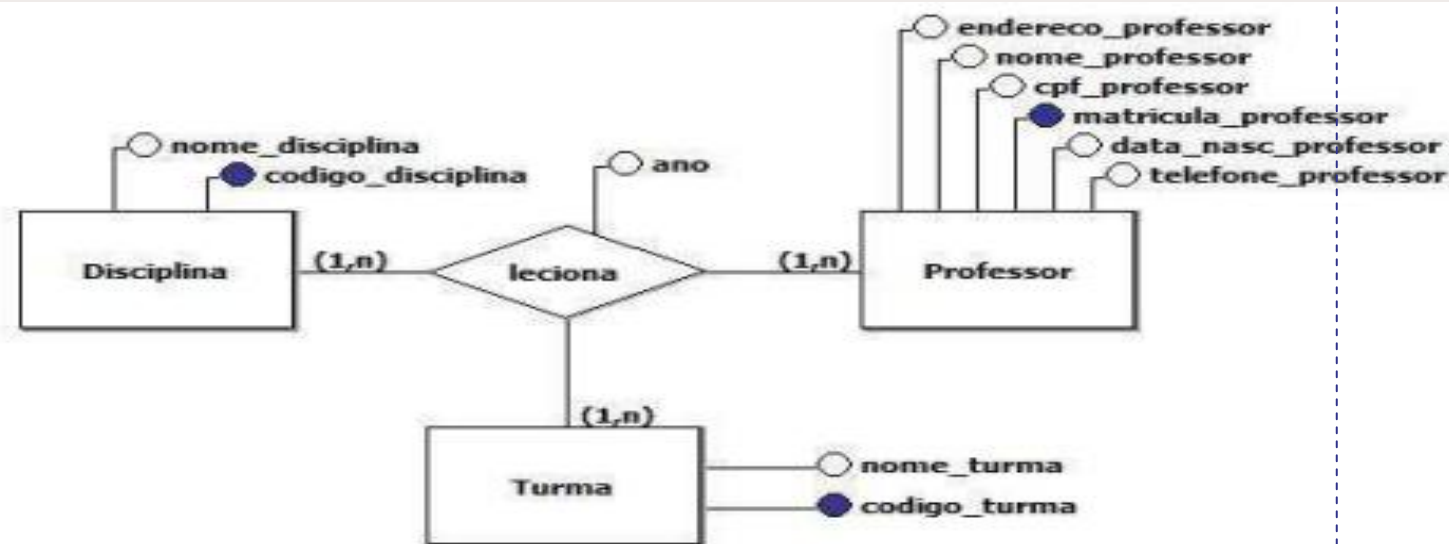 endereco_professor
nome_professor
cpf_professor
matricula_professor
data_nasc_professor
telefone_professor
nome_disciplina
codigo_disciplina
ano
Disciplina
(1,n)
leciona
(1,n)
Professor
(1,n)
Turma
nome_turma
codigo_turma